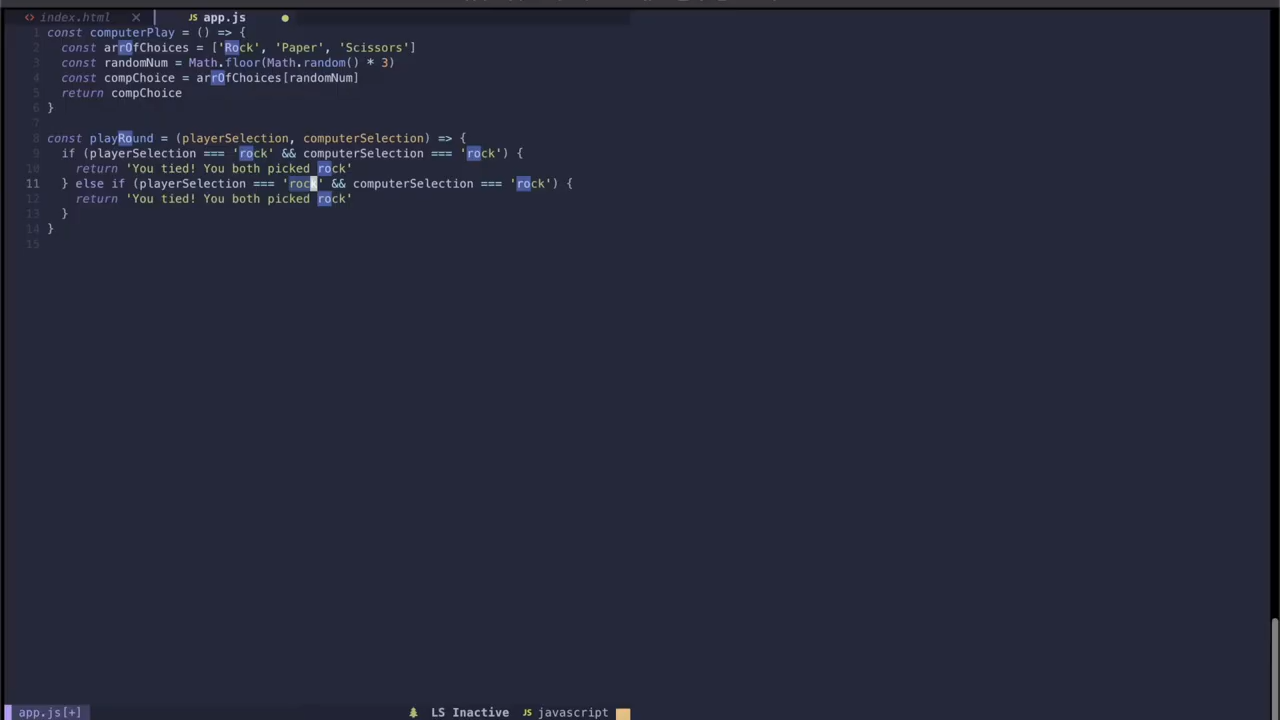 index.html × JS app.js
1 const computerPlay = () => {
2 const arrOfChoices = ['Rock', 'Paper', 'Scissors']
3 const randomNum = Math.floor(Math.random() * 3)
4 const compChoice = arrOfChoices[randomNum]
5 return compChoice
6 }
7
8 const playRound = (playerSelection, computerSelection) => {
9 if (playerSelection === 'rock' && computerSelection === 'rock') {
10 return 'You tied! You both picked rock'
11 } else if (playerSelection === 'rock' && computerSelection === 'rock') {
12 return 'You tied! You both picked rock'
13 }
14 }
15
app.js[+] LS Inactive JS javascript